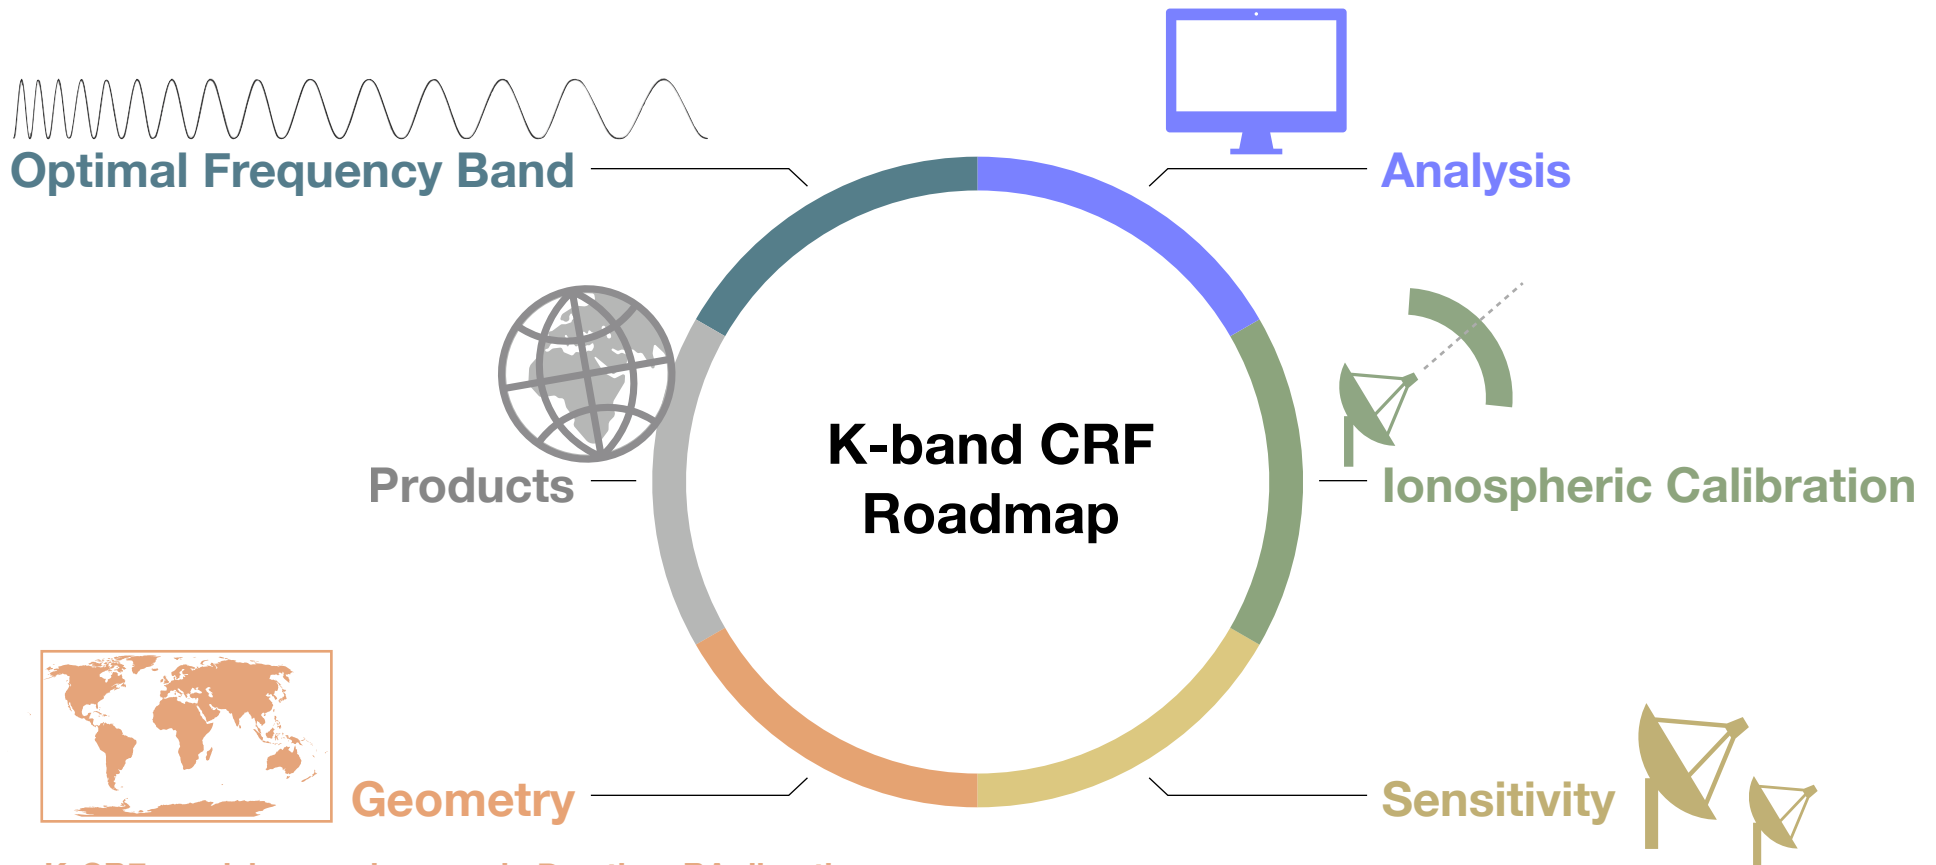 Optimal Frequency Band
Analysis
Products
K-band CRF
Roadmap
Ionospheric Calibration
Geometry
Sensitivity